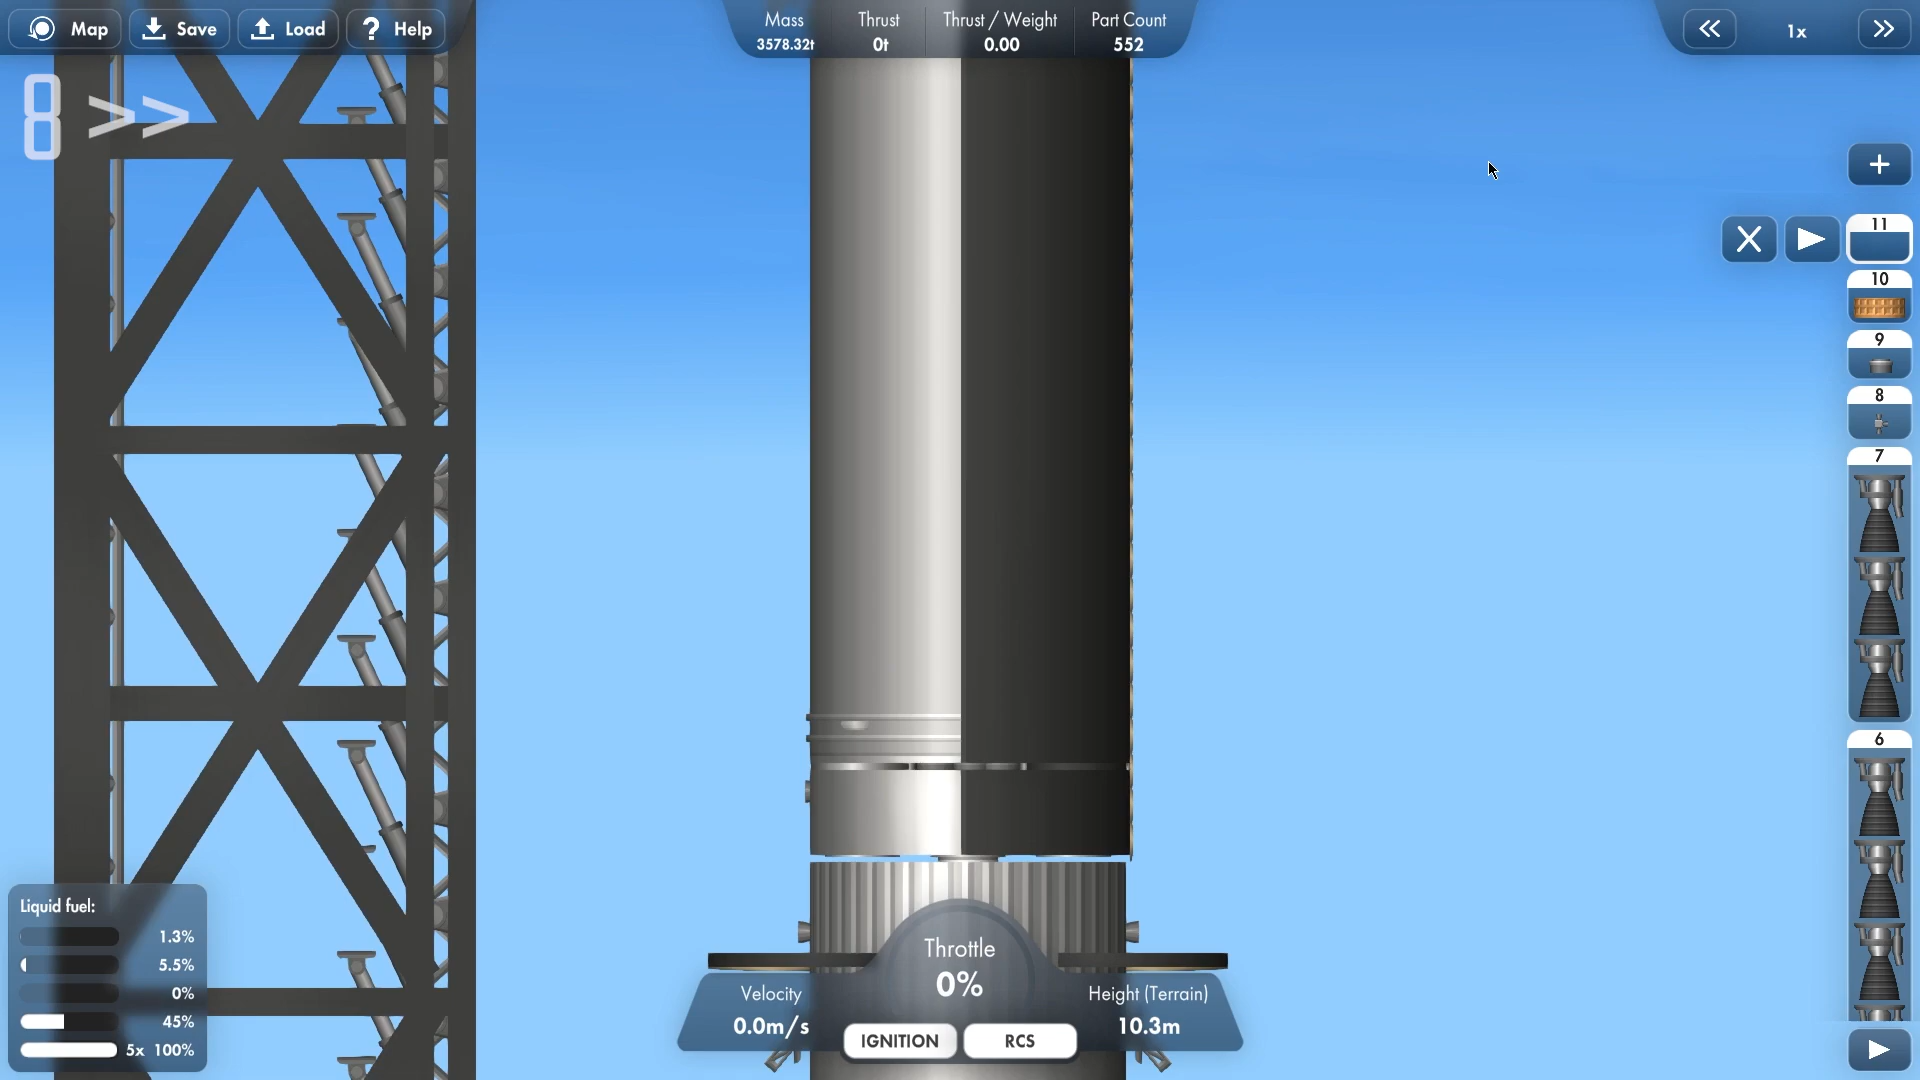 Map
Save
Load
? Help
Mass
3578.32t
Thrust
0t
Thrust / Weight
0.00
Part Count
552
1x
8 >>
11
10
9
8
7
6
Liquid fuel:
1.3%
5.5%
0%
45%
5x 100%
Throttle
0%
Velocity
0.0m/s
Height (Terrain)
10.3m
IGNITION
RCS